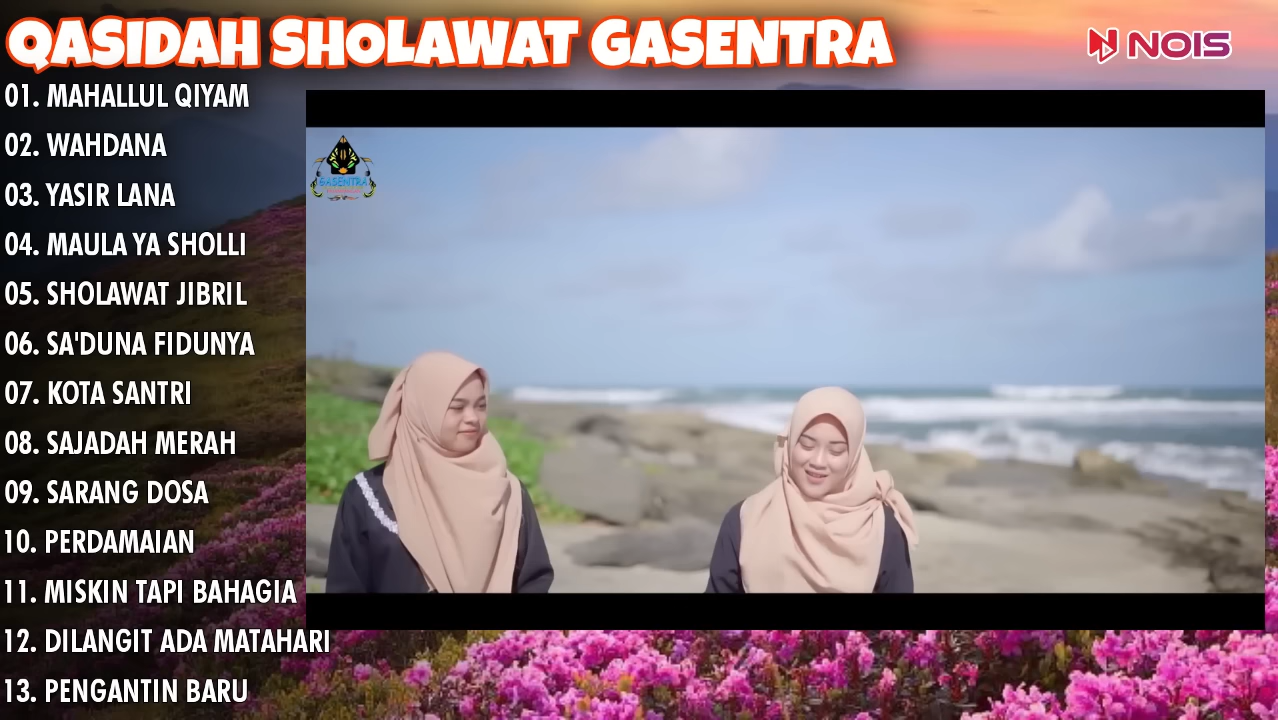 QASIDAH SHOLAWAT GASENTRA
NOIS
01. MAHALLUL QIYAM
02. WAHDANA
03. YASIR LANA
04. MAULA YA SHOLLI
05. SHOLAWAT JIBRIL
06. SA'DUNA FIDUNYA
07. KOTA SANTRI
08. SAJADAH MERAH
09. SARANG DOSA
10. PERDAMAIAN
11. MISKIN TAPI BAHAGIA
12. DILANGIT ADA MATAHARI
13. PENGANTIN BARU
GASENTRA